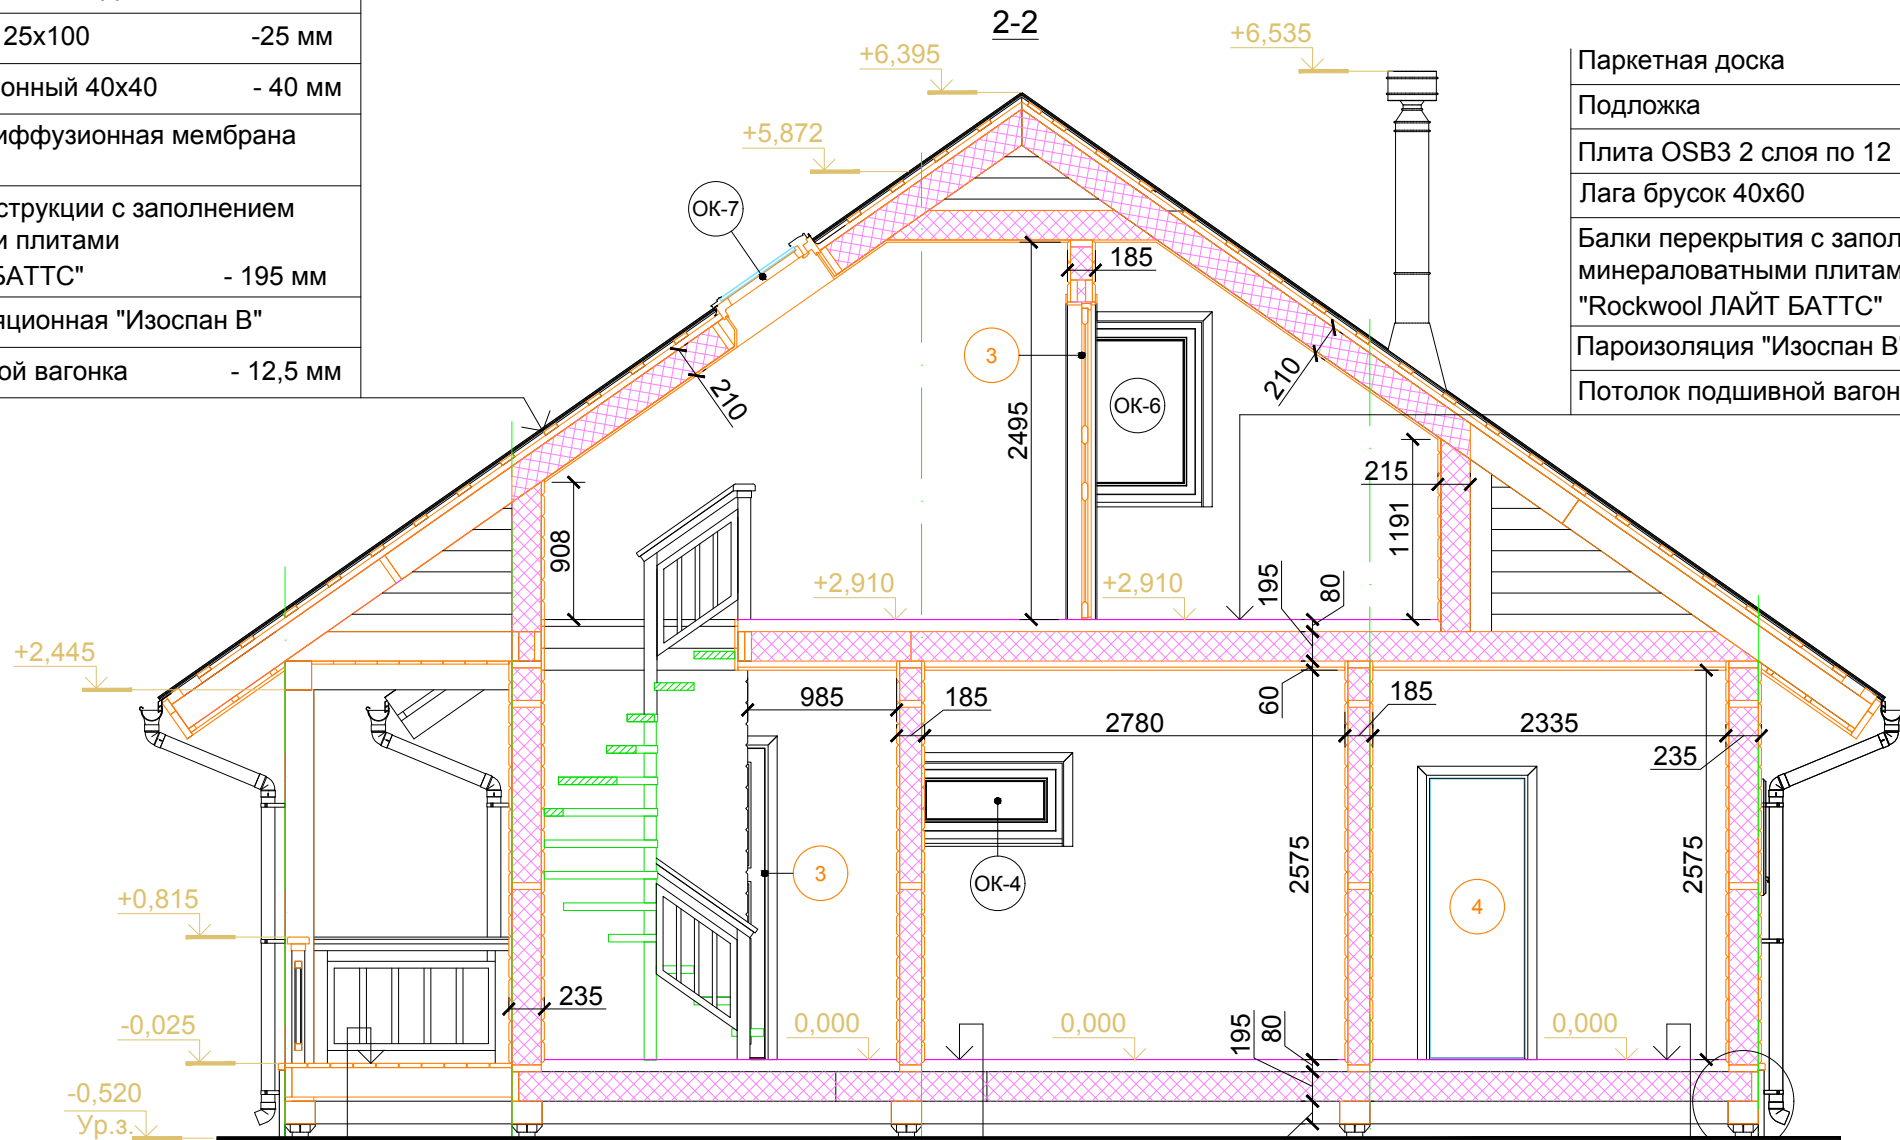 2-2
25х100 -25 мм
онный 40х40 - 40 мм
иффузионная мембрана
струкции с заполнением
и плитами
БАТТС" - 195 мм
яционная "Изоспан В"
ой вагонка - 12,5 мм
Паркетная доска
Подложка
Плита OSB3 2 слоя по 12
Лага брусок 40х60
Балки перекрытия с запол
минераловатными плитам
"Rockwool ЛАЙТ БАТТС"
Пароизоляция "Изоспан В"
Потолок подшивной вагон
+6,395
+6,535
+5,872
ОК-7
185
3
ОК-6
210
210
2495
215
1191
908
+2,910
+2,910
195
80
+2,445
985
185
60
185
2780
2335
235
3
ОК-4
2575
2575
4
+0,815
235
-0,025
0,000
0,000
195
80
0,000
-0,520
Ур.з.